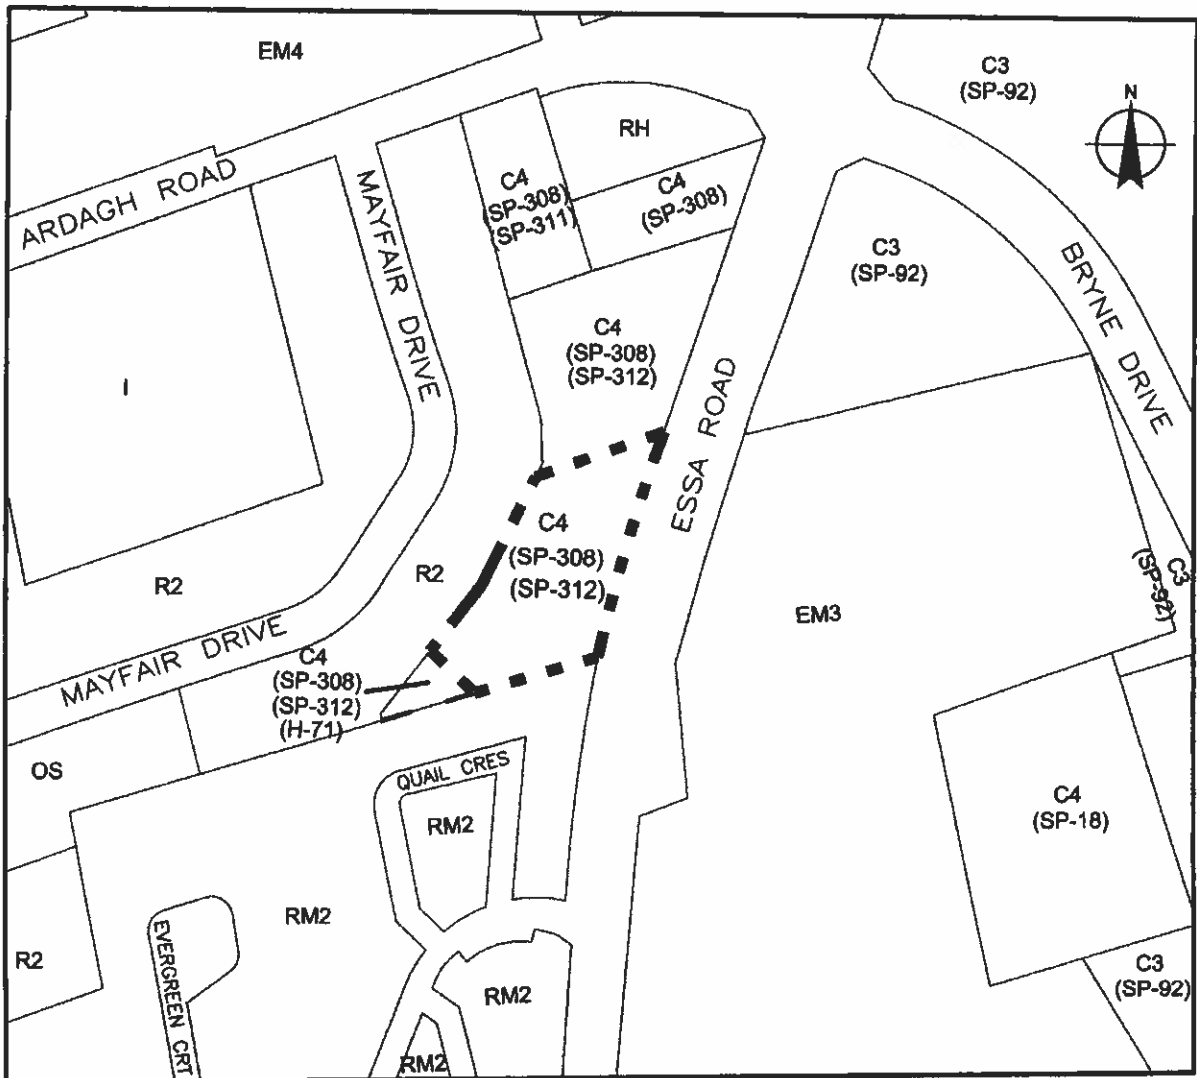 EM4
C3
(SP-92)
N
RH
C4
(SP-308)
(SP-311)
C4
(SP-308)
ARDAGH ROAD
MAYFAIR DRIVE
C3
(SP-92)
BRYNE DRIVE
C4
(SP-308)
(SP-312)
I
ESSA ROAD
C4
(SP-308)
(SP-312)
R2
R2
C3
(SP-92)
EM3
MAYFAIR DRIVE
C4
(SP-308)
(SP-312)
(H-71)
OS
QUAIL CRES
RM2
C4
(SP-18)
RM2
EVERGREEN CRT
R2
RM2
C3
(SP-92)
RM2